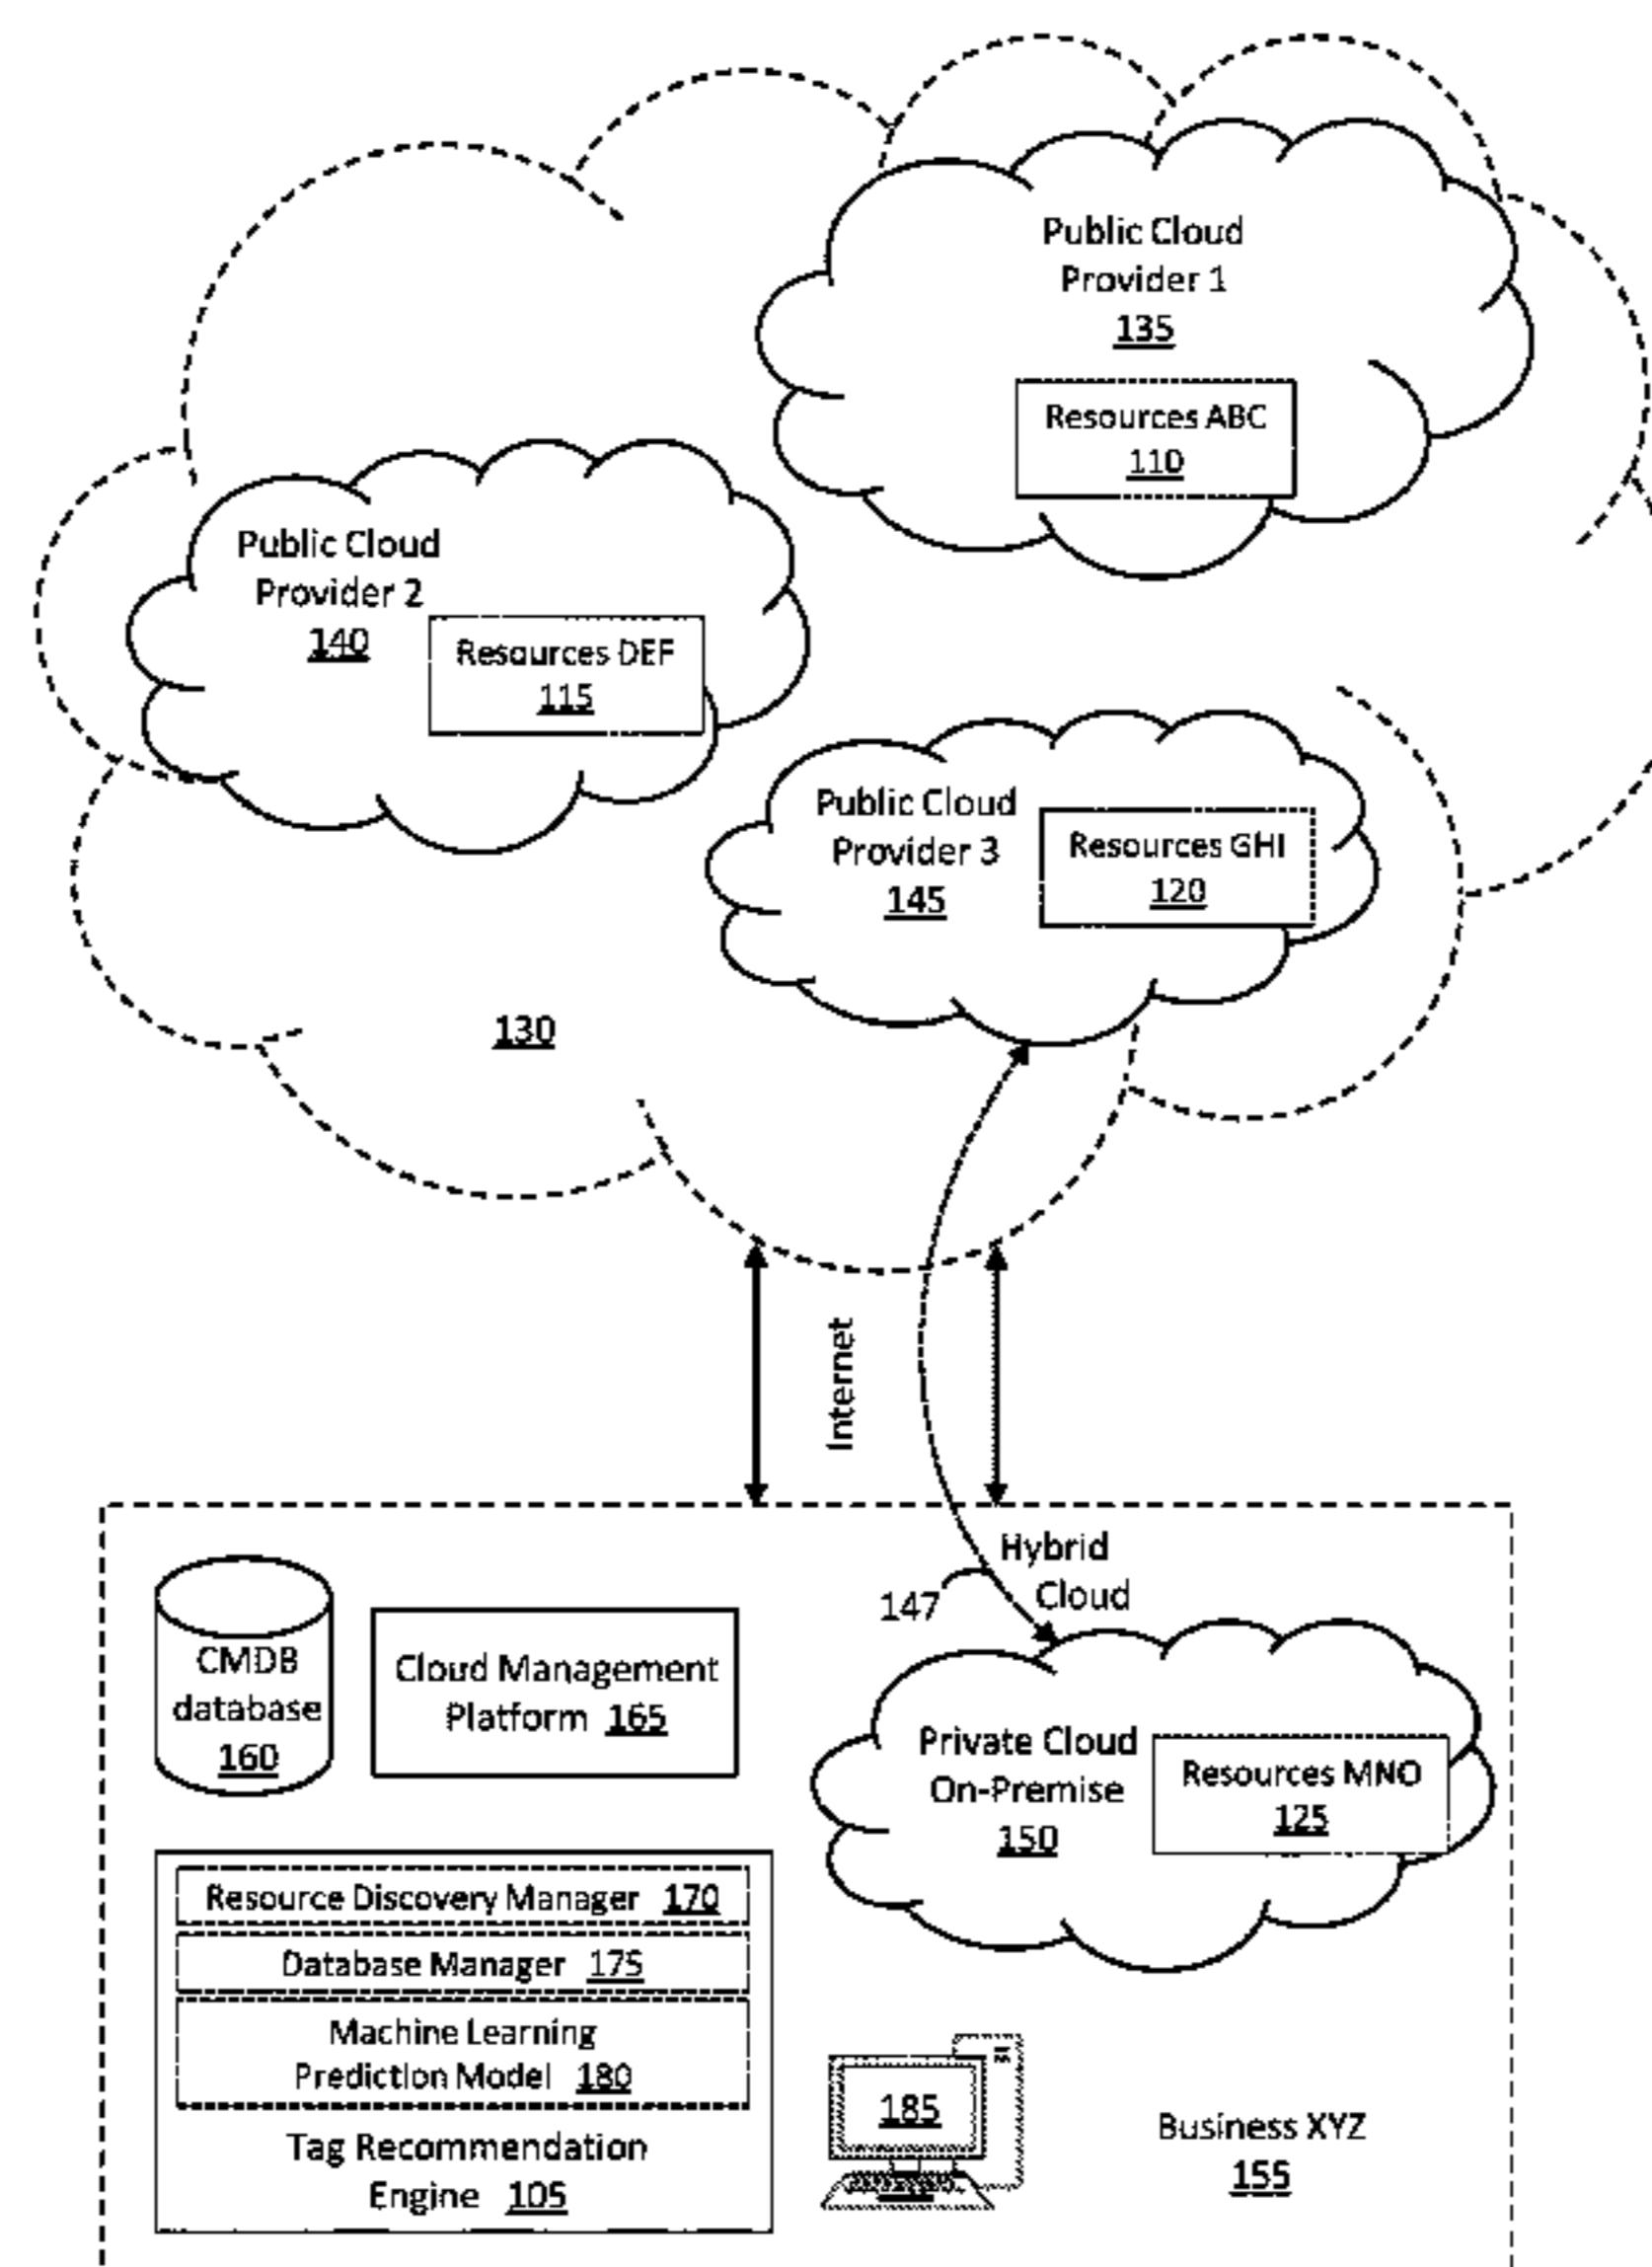 Public Cloud
Provider 1
135
Resources ABC
110
Public Cloud
Provider 2
140
Resources DEF
115
Public Cloud
Provider 3
145
Resources GHI
120
130
Internet
Hybrid
Cloud
147
CMDB
database
160
Cloud Management
Platform 165
Private Cloud
On-Premise
150
Resources MNO
125
Resource Discovery Manager 170
Database Manager 175
Machine Learning
Prediction Model 180
Tag Recommendation
Engine 105
185
Business XYZ
155